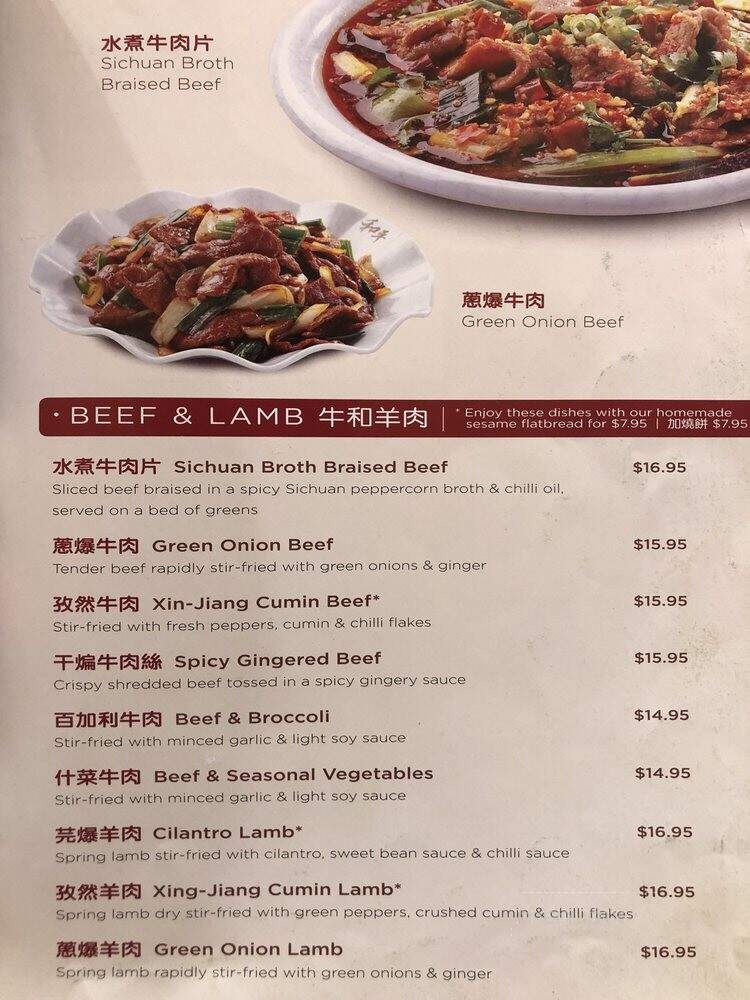 水煮牛肉片
Sichuan Broth
Braised Beef
和平
蔥爆牛肉
Green Onion Beef
· BEEF & LAMB 牛和羊肉 | * Enjoy these dishes with our homemade
sesame flatbread for $7.95 | 加燒餅 $7.95
水煮牛肉片 Sichuan Broth Braised Beef $16.95
Sliced beef braised in a spicy Sichuan peppercorn broth & chilli oil,
served on a bed of greens
蔥爆牛肉 Green Onion Beef $15.95
Tender beef rapidly stir-fried with green onions & ginger
孜然牛肉 Xin-Jiang Cumin Beef* $15.95
Stir-fried with fresh peppers, cumin & chilli flakes
干煸牛肉絲 Spicy Gingered Beef $15.95
Crispy shredded beef tossed in a spicy gingery sauce
百加利牛肉 Beef & Broccoli $14.95
Stir-fried with minced garlic & light soy sauce
什菜牛肉 Beef & Seasonal Vegetables $14.95
Stir-fried with minced garlic & light soy sauce
芫爆羊肉 Cilantro Lamb* $16.95
Spring lamb stir-fried with cilantro, sweet bean sauce & chilli sauce
孜然羊肉 Xing-Jiang Cumin Lamb* $16.95
Spring lamb dry stir-fried with green peppers, crushed cumin & chilli flakes
蔥爆羊肉 Green Onion Lamb $16.95
Spring lamb rapidly stir-fried with green onions & ginger